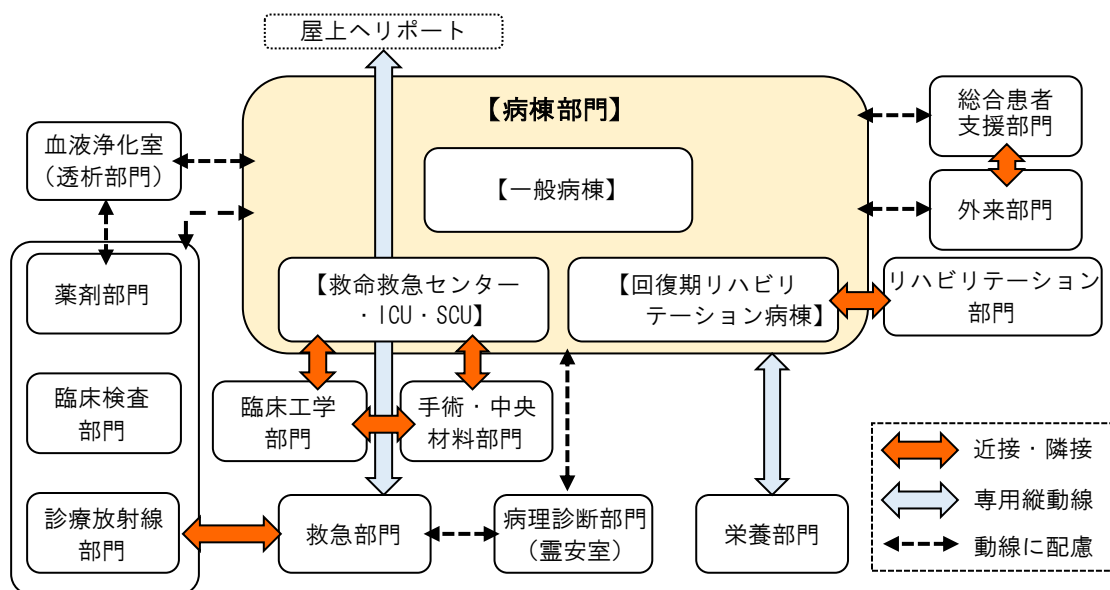 屋上ヘリポート
【病棟部門】
総合患者
支援部門
血液浄化室
（透析部門）
【一般病棟】
外来部門
薬剤部門
【救命救急センター
・ICU・SCU】
【回復期リハビリ
テーション病棟】
リハビリテーション
部門
臨床検査
部門
臨床工学
部門
手術・中央
材料部門
診療放射線
部門
救急部門
病理診断部門
（霊安室）
栄養部門
近接・隣接
専用縦動線
動線に配慮